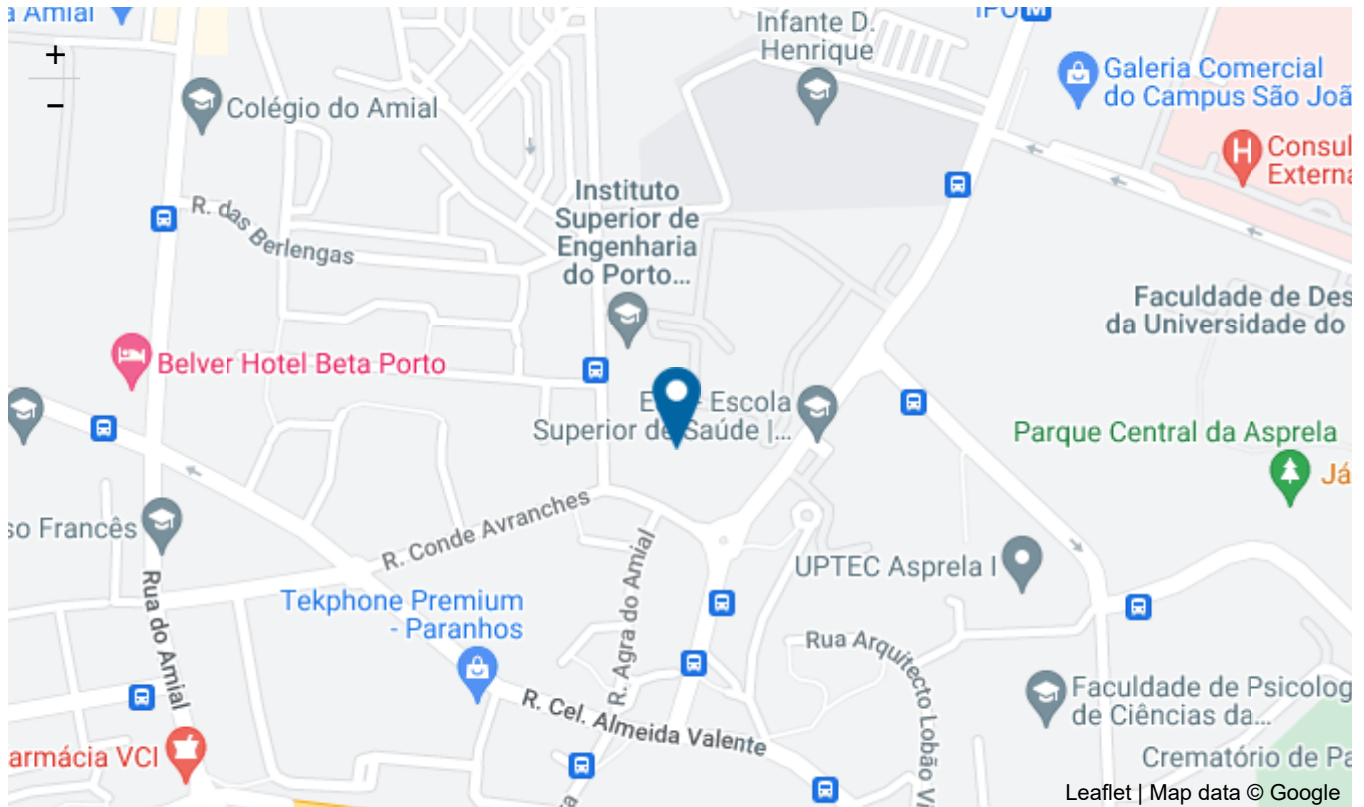 a Amial
Infante D.
Henrique
IPO M
+
-
Colégio do Amial
Galeria Comercial
do Campus São Joã
H
Consul
Externa
Instituto
Superior de
Engenharia
do Porto...
R. das Berlengas
Faculdade de Des
da Universidade do
Belver Hotel Beta Porto
Escola
Superior de Saúde |...
Parque Central da Asprela
Já
so Francês
R. Conde Avranches
UPTEC Asprela I
Rua do Amial
Tekphone Premium
- Paranhos
R. Agra do Amial
Rua Arquitecto Lobão Vi
R. Cel. Almeida Valente
Faculdade de Psicolog
de Ciências da...
armácia VCI
Crematório de Pa
Leaflet | Map data © Google